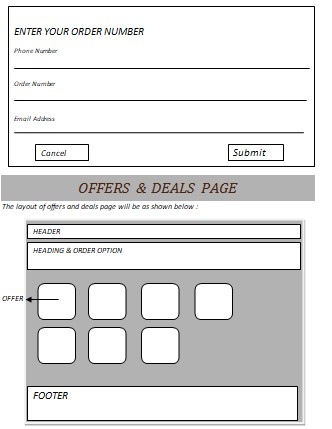 ENTER YOUR ORDER NUMBER
Phone Number
Order Number
Email Address
Cancel
Submit
OFFERS & DEALS PAGE
The layout of offers and deals page will be as shown below :
HEADER
HEADING & ORDER OPTION
OFFER
FOOTER